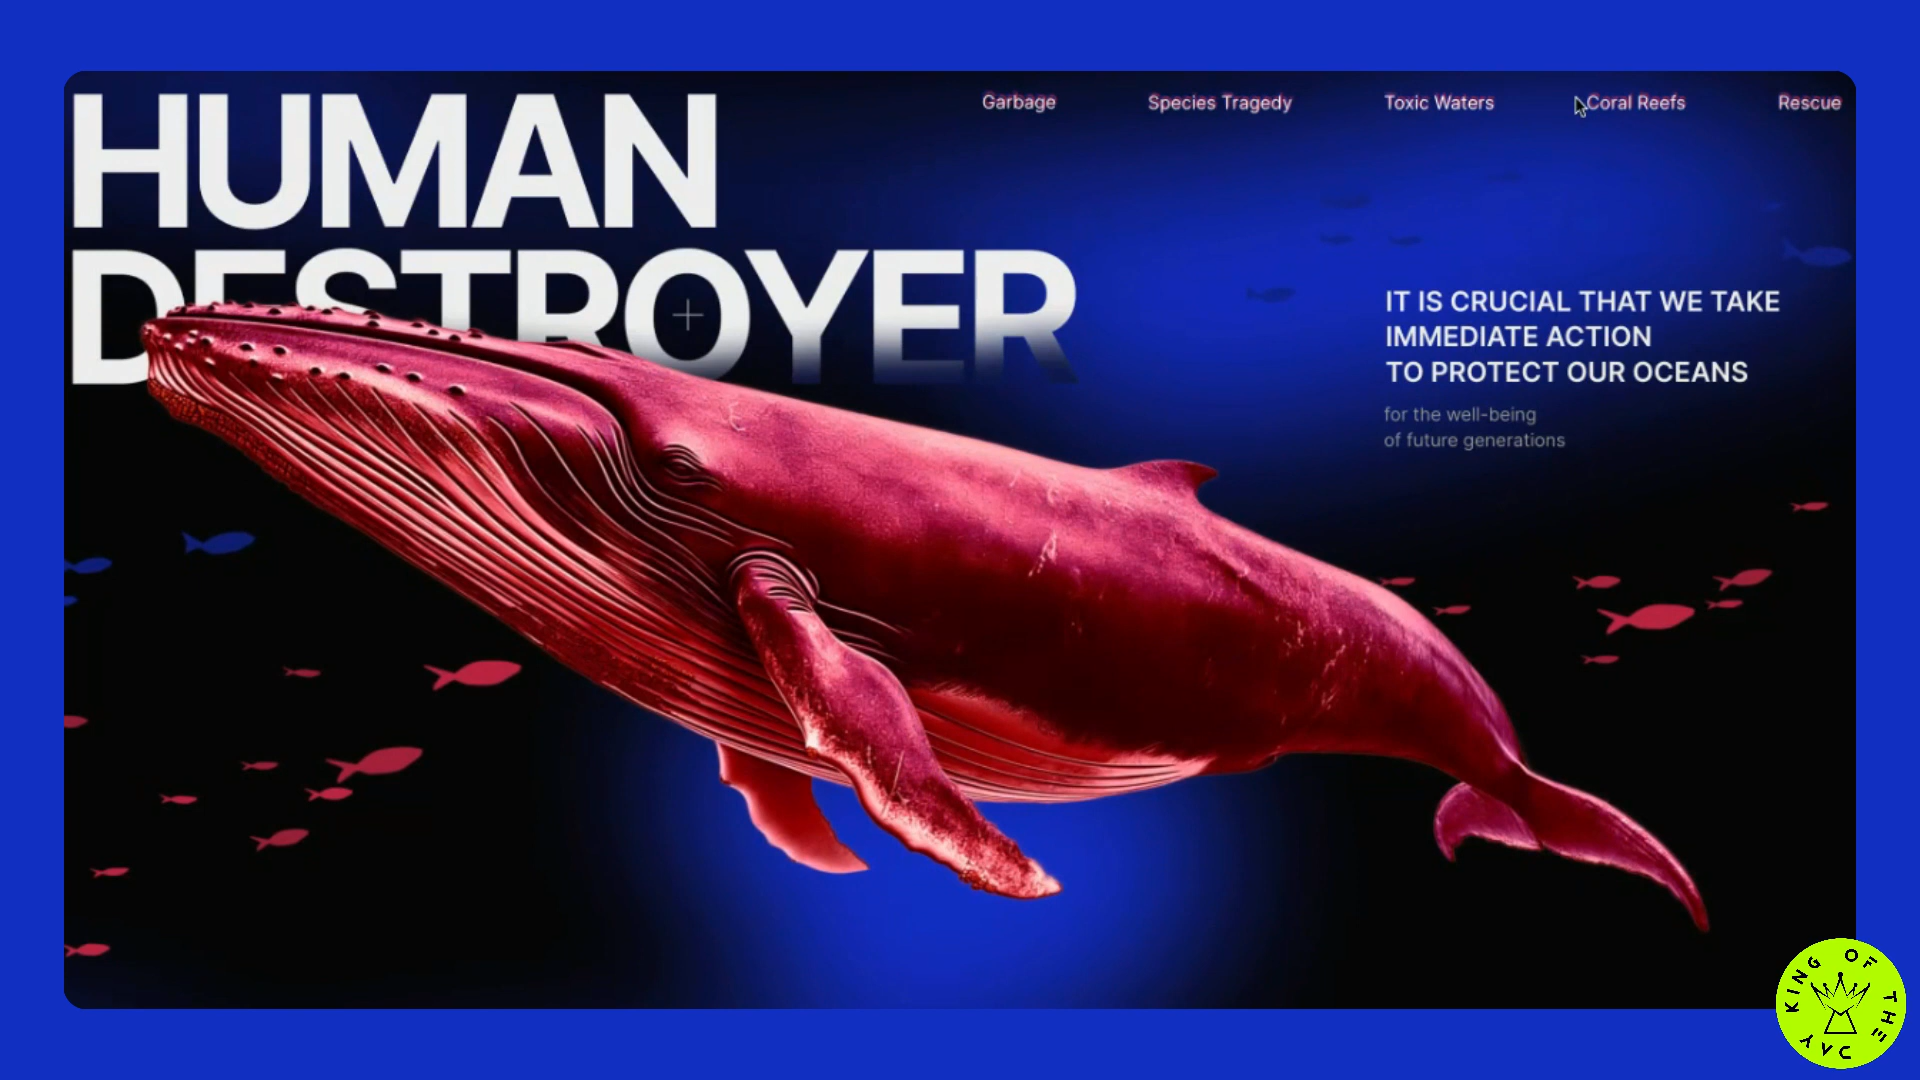 HUMAN
DESTROYER
Garbage
Species Tragedy
Toxic Waters
Coral Reefs
Rescue
IT IS CRUCIAL THAT WE TAKE
IMMEDIATE ACTION
TO PROTECT OUR OCEANS
for the well-being
of future generations
KING OF THE DAY